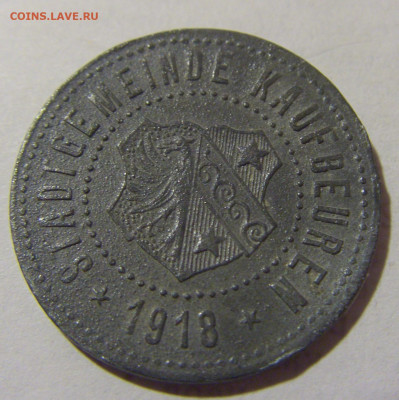 COINS.LAVE.RU
STADTGEMEINDE KAUFBEUREN
* 1918 *